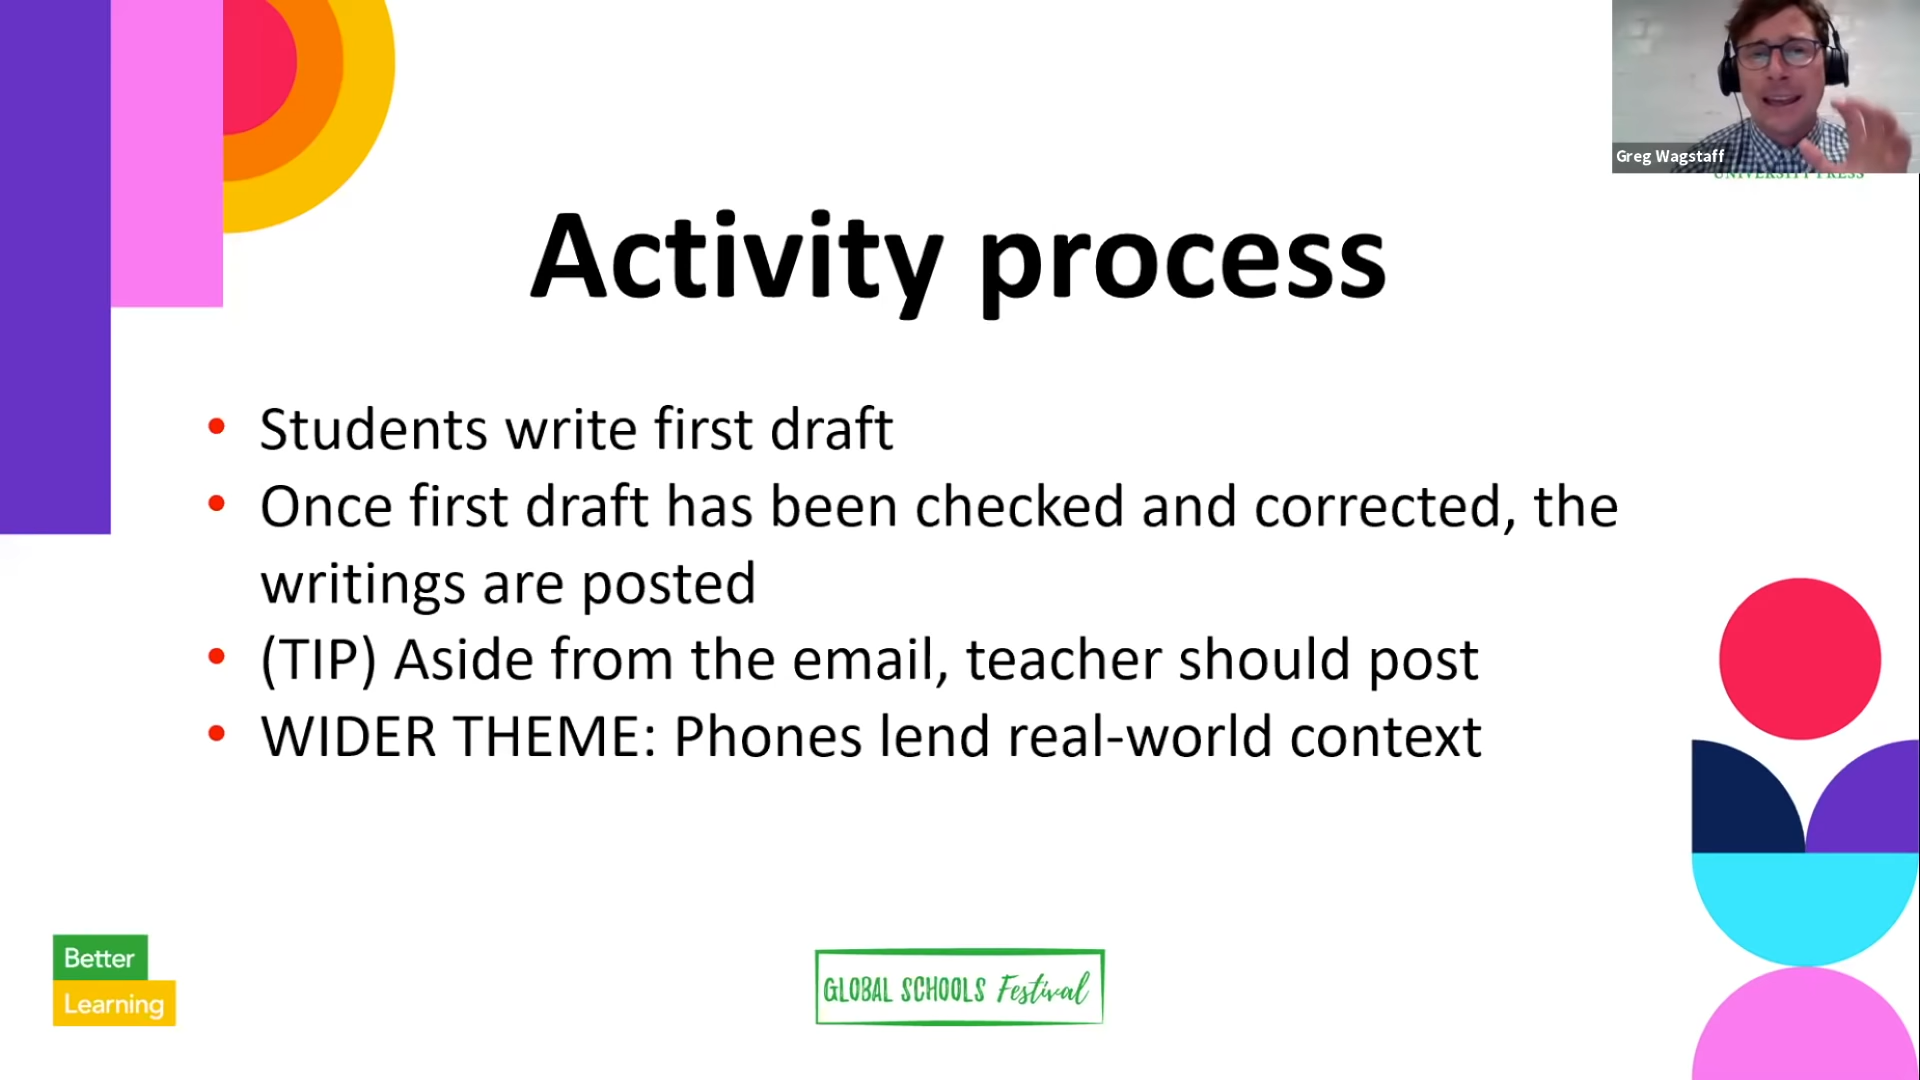 Greg Wagstaff
UNIVERSITY PRESS
Activity process
• Students write first draft
• Once first draft has been checked and corrected, the
writings are posted
• (TIP) Aside from the email, teacher should post
• WIDER THEME: Phones lend real-world context
Better
Learning
GLOBAL SCHOOLS Festival